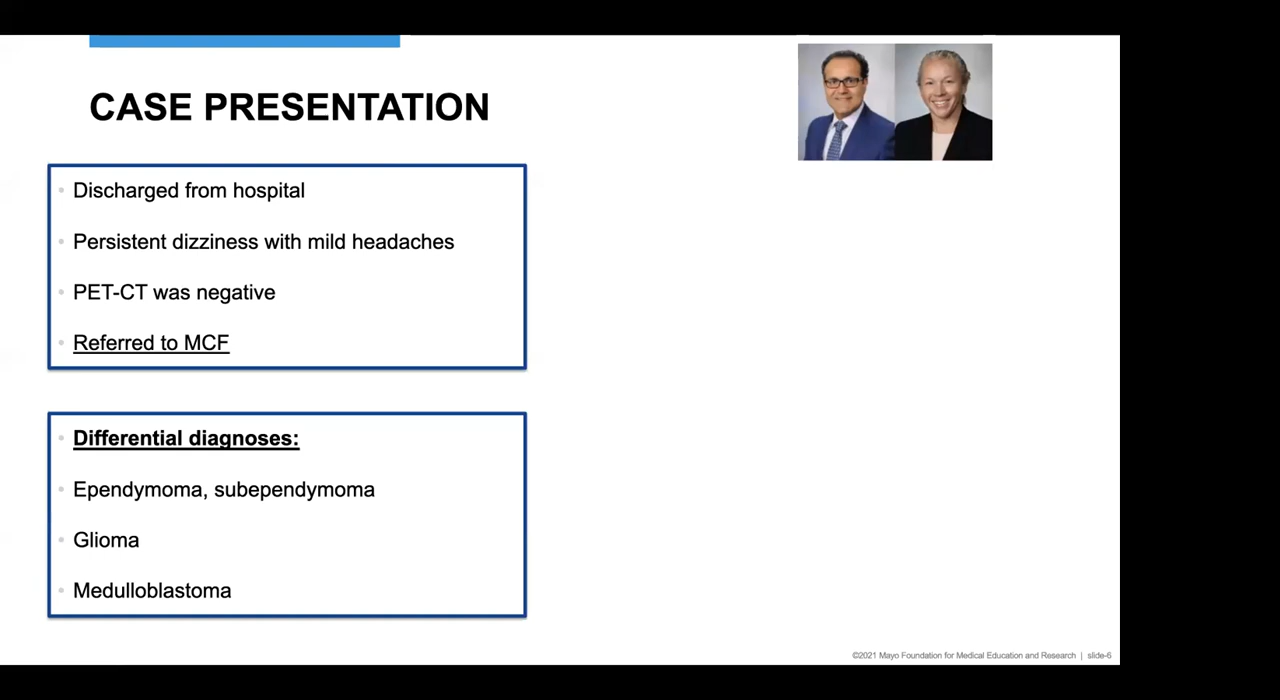 CASE PRESENTATION
Discharged from hospital
Persistent dizziness with mild headaches
PET-CT was negative
Referred to MCF
Differential diagnoses:
Ependymoma, subependymoma
Glioma
Medulloblastoma
©2021 Mayo Foundation for Medical Education and Research | slide-6